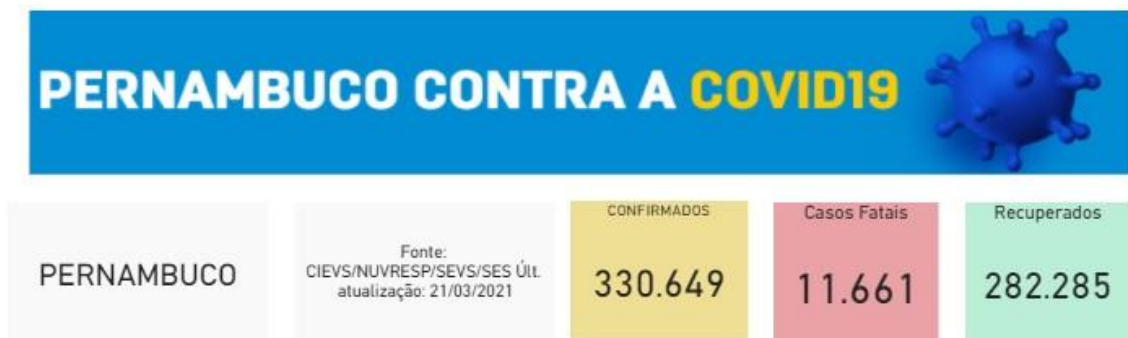 PERNAMBUCO CONTRA A COVID19
PERNAMBUCO
Fonte:
CIEVS/NUVRESP/SEVS/SES Últ.
atualização: 21/03/2021
CONFIRMADOS
330.649
Casos Fatais
11.661
Recuperados
282.285